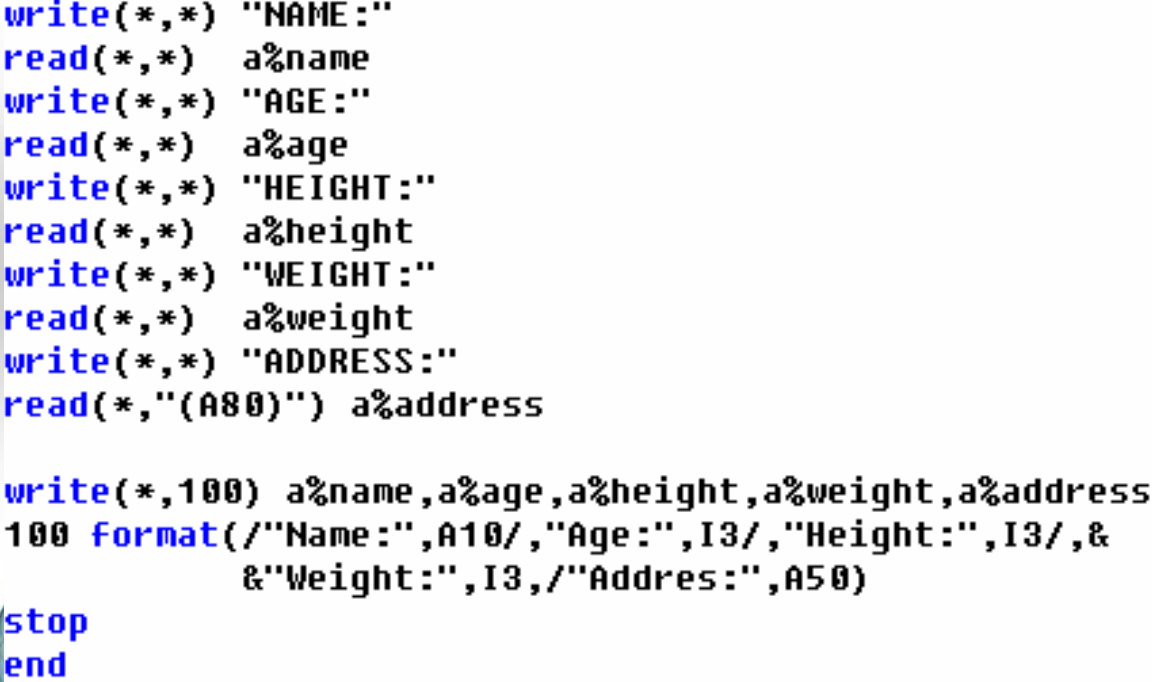 write(*,*) "NAME:"
read(*,*)  a%name
write(*,*) "AGE:"
read(*,*)  a%age
write(*,*) "HEIGHT:"
read(*,*)  a%height
write(*,*) "WEIGHT:"
read(*,*)  a%weight
write(*,*) "ADDRESS:"
read(*,"(A80)") a%address
write(*,100) a%name,a%age,a%height,a%weight,a%address
100 format(/"Name:",A10/,"Age:",I3/,"Height:",I3/,&
&"Weight:",I3,/"Addres:",A50)
stop
end